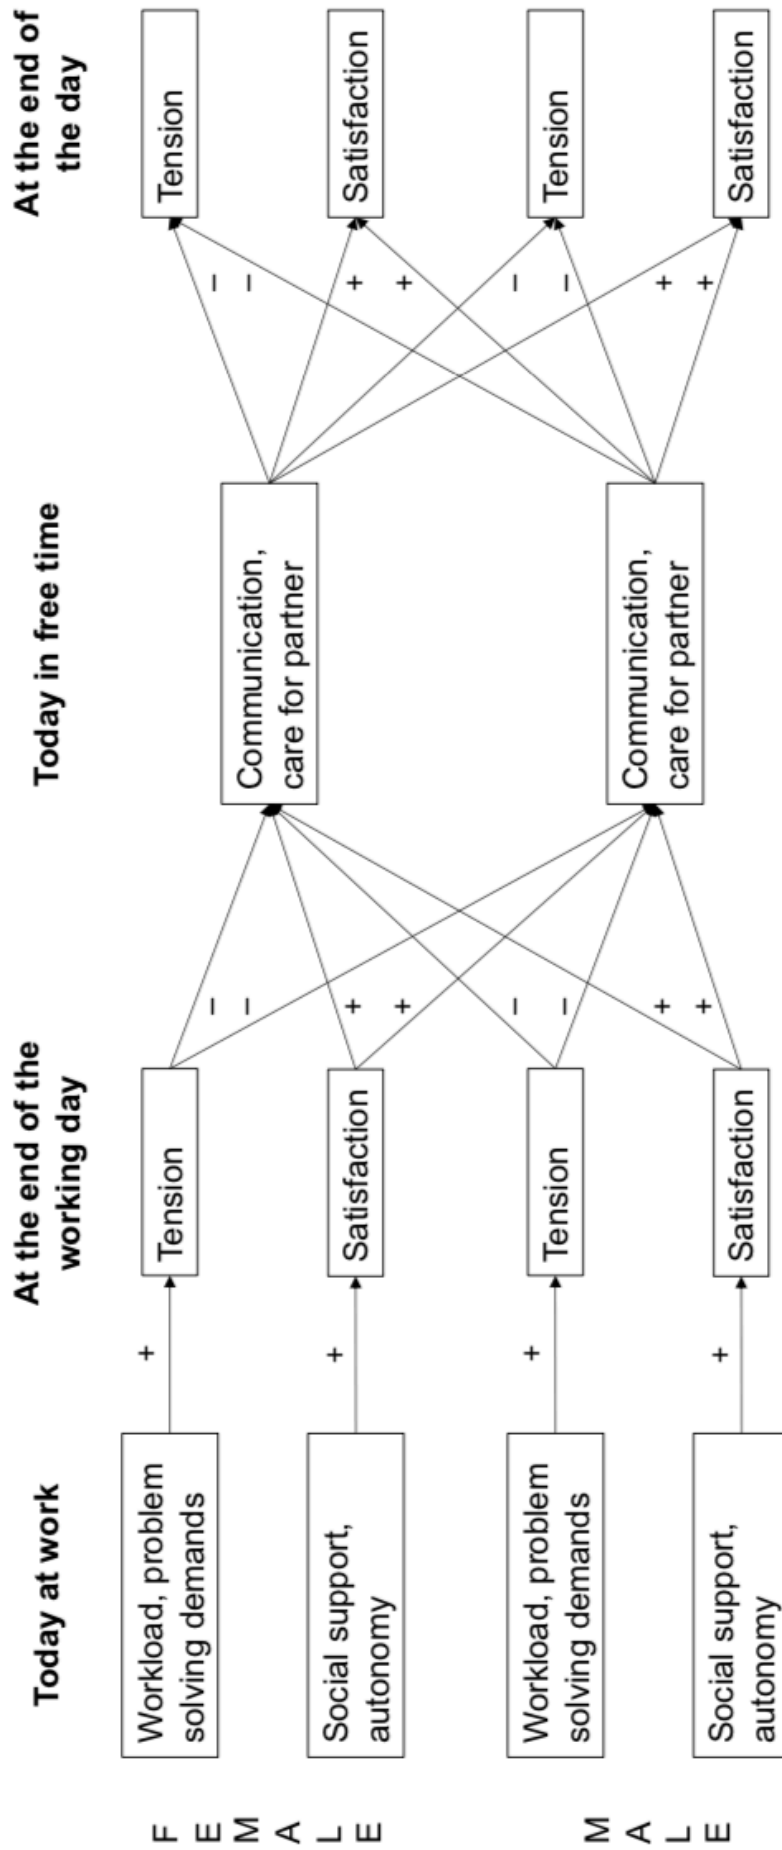 Today at work
At the end of the
working day
Today in free time
At the end of
the day
F
E
M
A
L
E
Workload, problem
solving demands
+
Tension
–
–
Communication,
care for partner
–
–
Tension
Social support,
autonomy
+
Satisfaction
+
+
+
+
Satisfaction
M
A
L
E
Workload, problem
solving demands
+
Tension
–
–
Communication,
care for partner
–
–
Tension
Social support,
autonomy
+
Satisfaction
+
+
+
+
Satisfaction